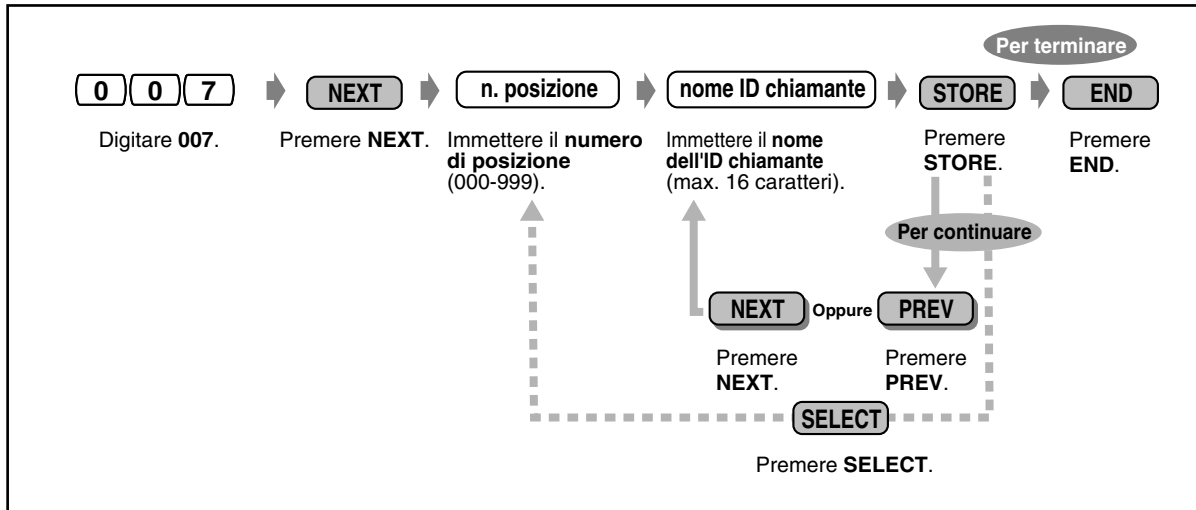 Per terminare
0 0 7
NEXT
n. posizione
nome ID chiamante
STORE
END
Digitare 007.
Premere NEXT.
Immettere il numero
di posizione
(000-999).
Immettere il nome
dell'ID chiamante
(max. 16 caratteri).
Premere
STORE.
Premere
END.
Per continuare
NEXT Oppure PREV
Premere
NEXT.
Premere
PREV.
SELECT
Premere SELECT.